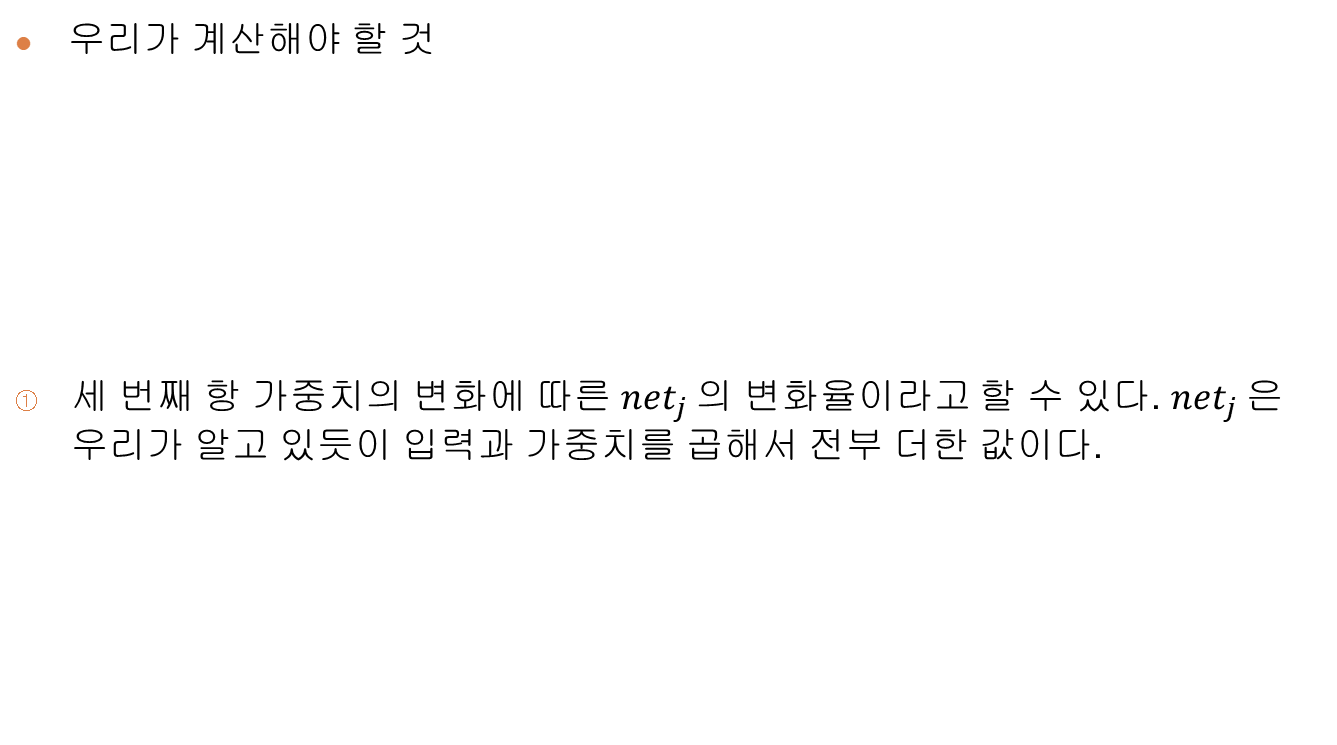 ● 우리가 계산해야 할 것
① 세 번째 항 가중치의 변화에 따른 net_j 의 변화율이라고 할 수 있다. net_j 은
우리가 알고 있듯이 입력과 가중치를 곱해서 전부 더한 값이다.